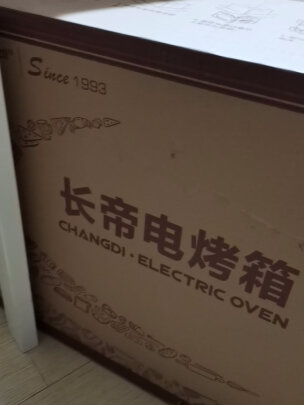 Since 1993
长帝电烤箱
CHANGDI·ELECTRIC OVEN